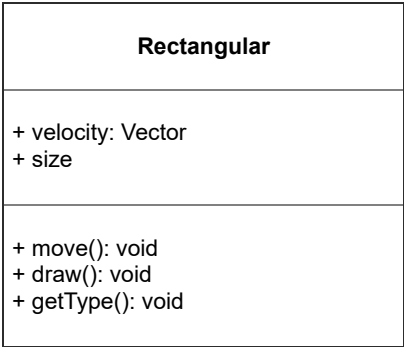 Rectangular
+ velocity: Vector
+ size
+ move(): void
+ draw(): void
+ getType(): void